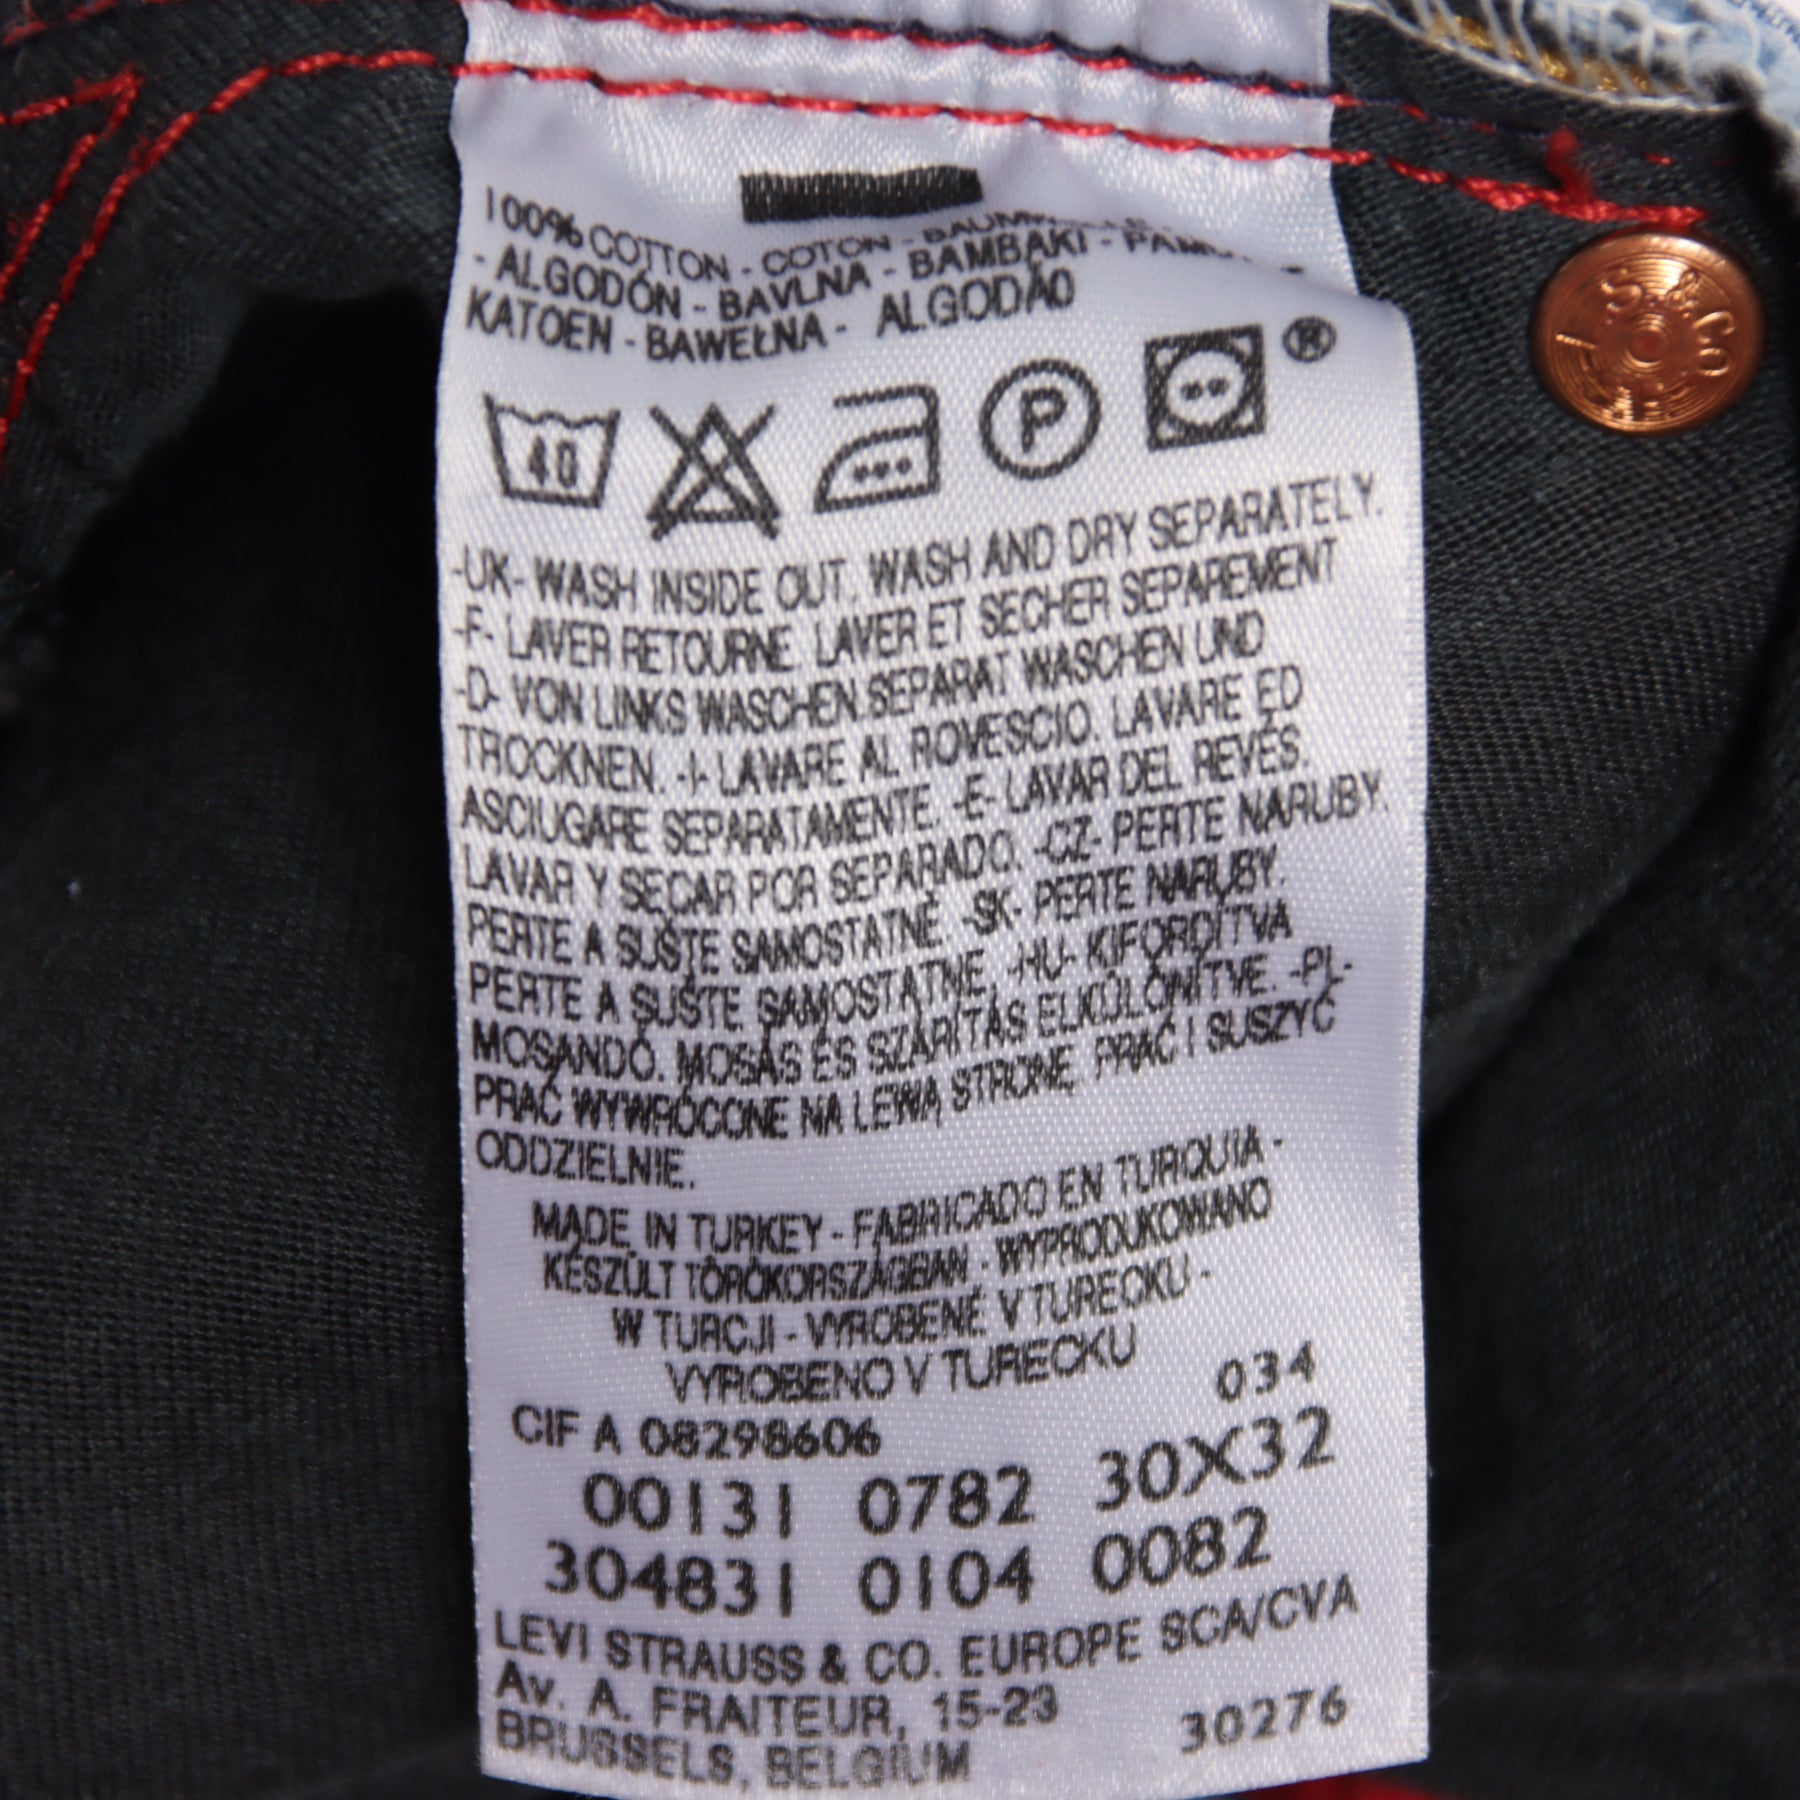 100% COTTON - COTON - BAUMWOLLE -
- ALGODÓN - BAVLNA - BAMBAKI -
KATOEN - BAWEŁNA - ALGODÃO
40
P
®
-UK- WASH INSIDE OUT. WASH AND DRY SEPARATELY.
-F- LAVER RETOURNE. LAVER ET SECHER SEPAREMENT
-D- VON LINKS WASCHEN. SEPARAT WASCHEN UND
TROCKNEN. -I- LAVARE AL ROVESCIO. LAVARE ED
ASCIUGARE SEPARATAMENTE. -E- LAVAR DEL REVÉS.
LAVAR Y SECAR POR SEPARADO. -CZ- PERTE NARUBY.
PERTE A SUŠTE SAMOSTATNĚ. -SK- PERTE NARUBY.
PERTE A SUŠTE SAMOSTATNE. -HU- KIFORDÍTVA
MOSANDÓ. MOSÁS ÉS SZÁRÍTÁS ELKÜLÖNÍTVE. -PL-
PRAĆ WYWRÓCONE NA LEWĄ STRONĘ. PRAĆ I SUSZYĆ
ODDZIELNIE.
MADE IN TURKEY - FABRICADO EN TURQUIA -
KÉSZÜLT TÖRÖKORSZÁGBAN - WYPRODUKOWANO
W TURCJI - VYROBENÉ V TURECKU -
VYROBENO V TURECKU
034
CIF A 08298606
00131 0782 30X32
304831 0104 0082
LEVI STRAUSS & CO. EUROPE SCA/CVA
Av. A. FRAITEUR, 15-23
BRUSSELS, BELGIUM 30276
L. S. & CO.
S.F.